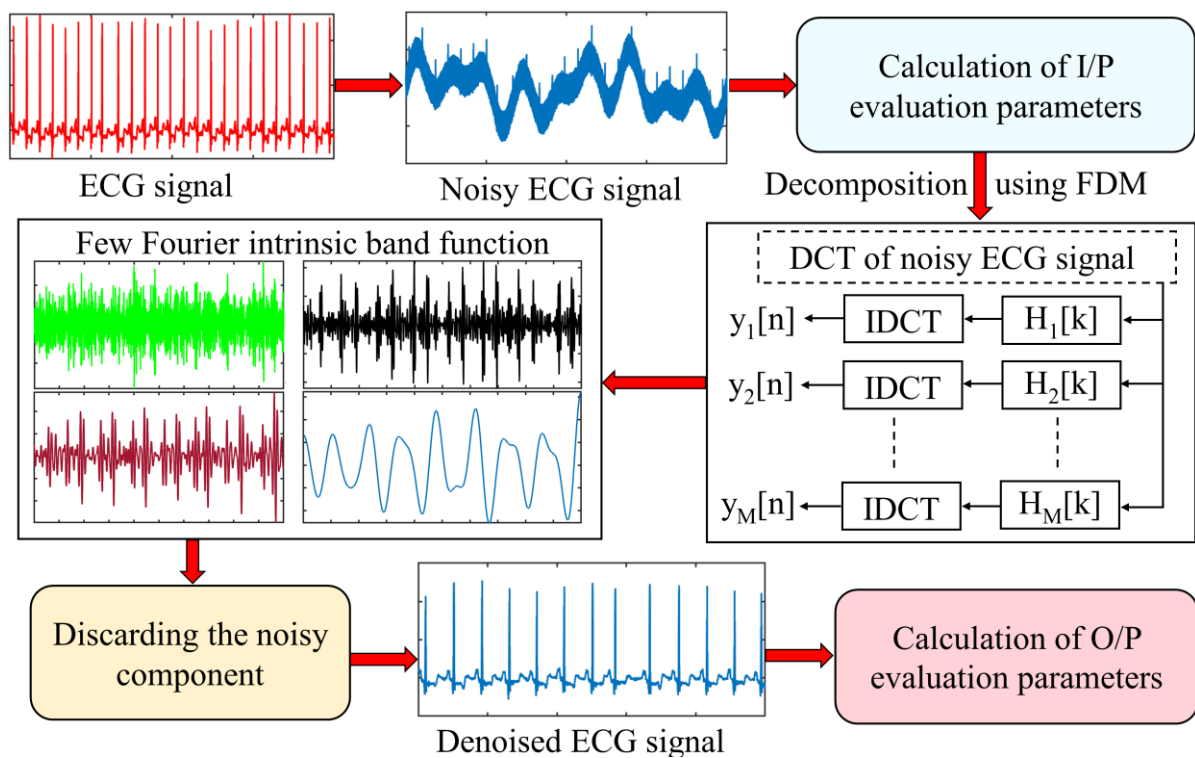 ECG signal
Noisy ECG signal
Calculation of I/P
evaluation parameters
Decomposition using FDM
DCT of noisy ECG signal
y₁[n] IDCT H₁[k]
y₂[n] IDCT H₂[k]
y_M[n] IDCT H_M[k]
Few Fourier intrinsic band function
Discarding the noisy
component
Denoised ECG signal
Calculation of O/P
evaluation parameters